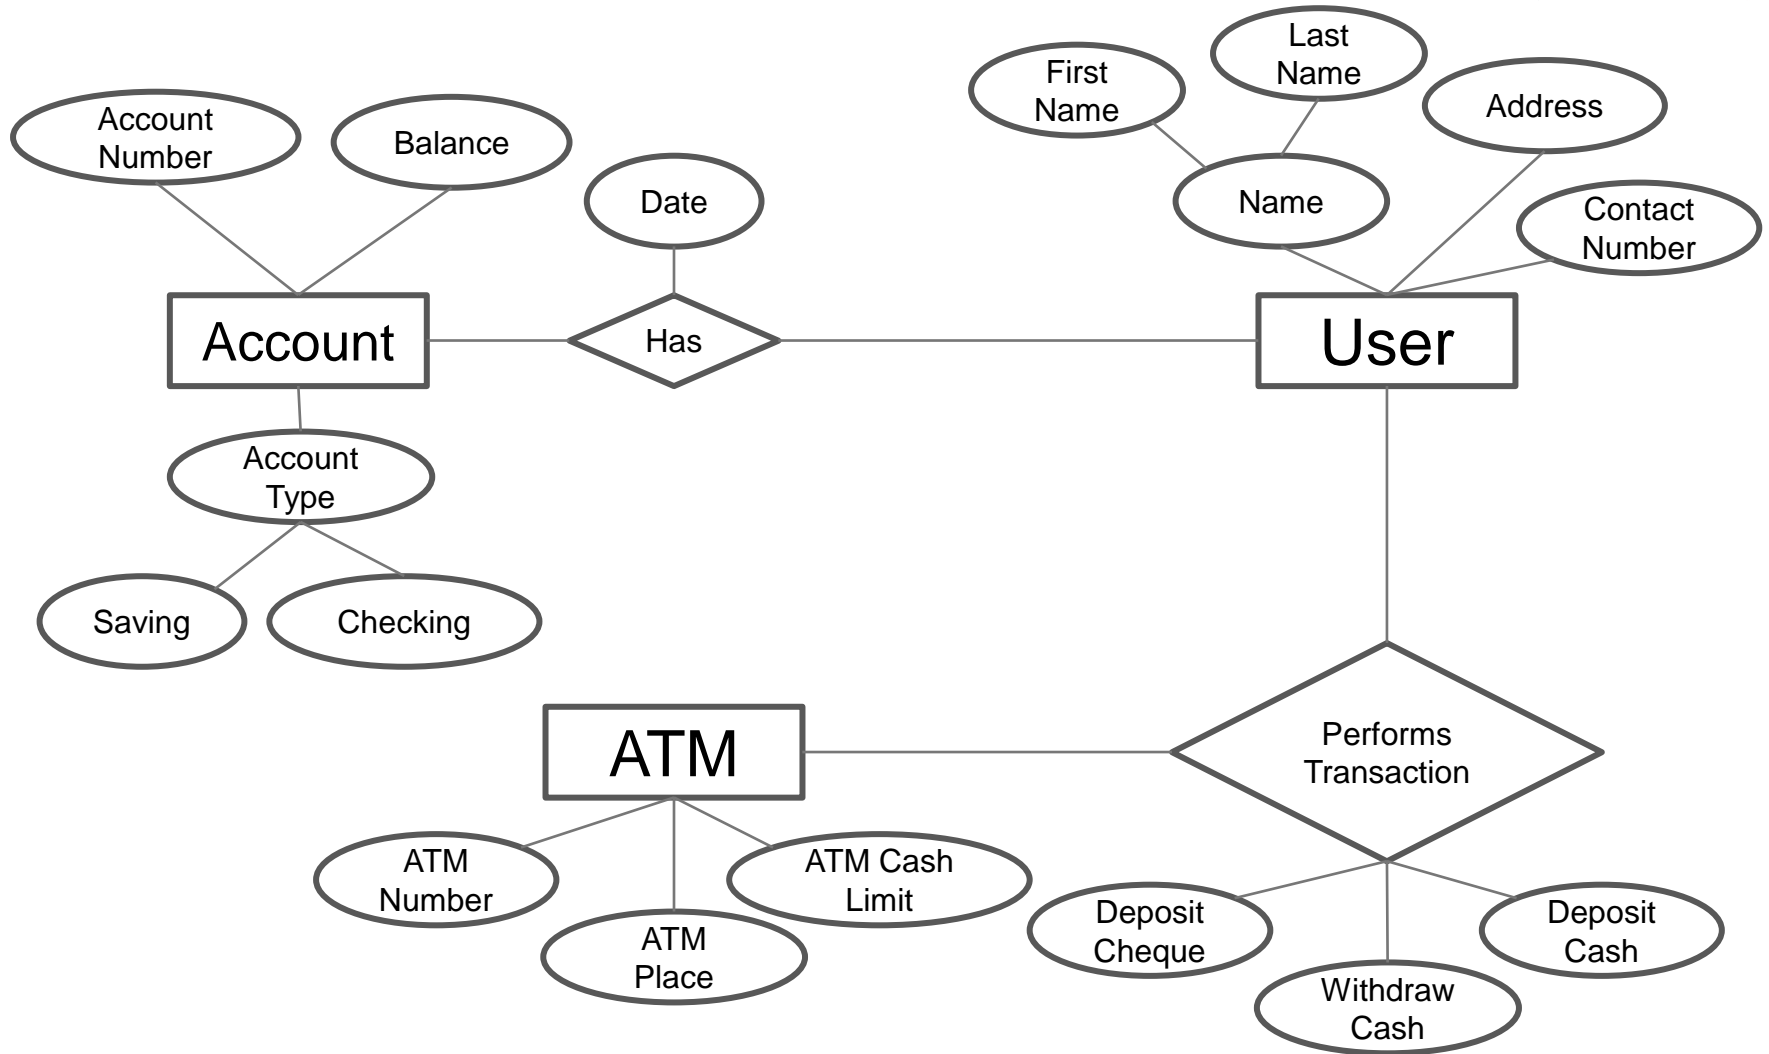 Last
Name
First
Name
Address
Account
Number
Balance
Date
Name
Contact
Number
Account
Has
User
Account
Type
Saving
Checking
ATM
Performs
Transaction
ATM
Number
ATM Cash
Limit
ATM
Place
Deposit
Cheque
Deposit
Cash
Withdraw
Cash